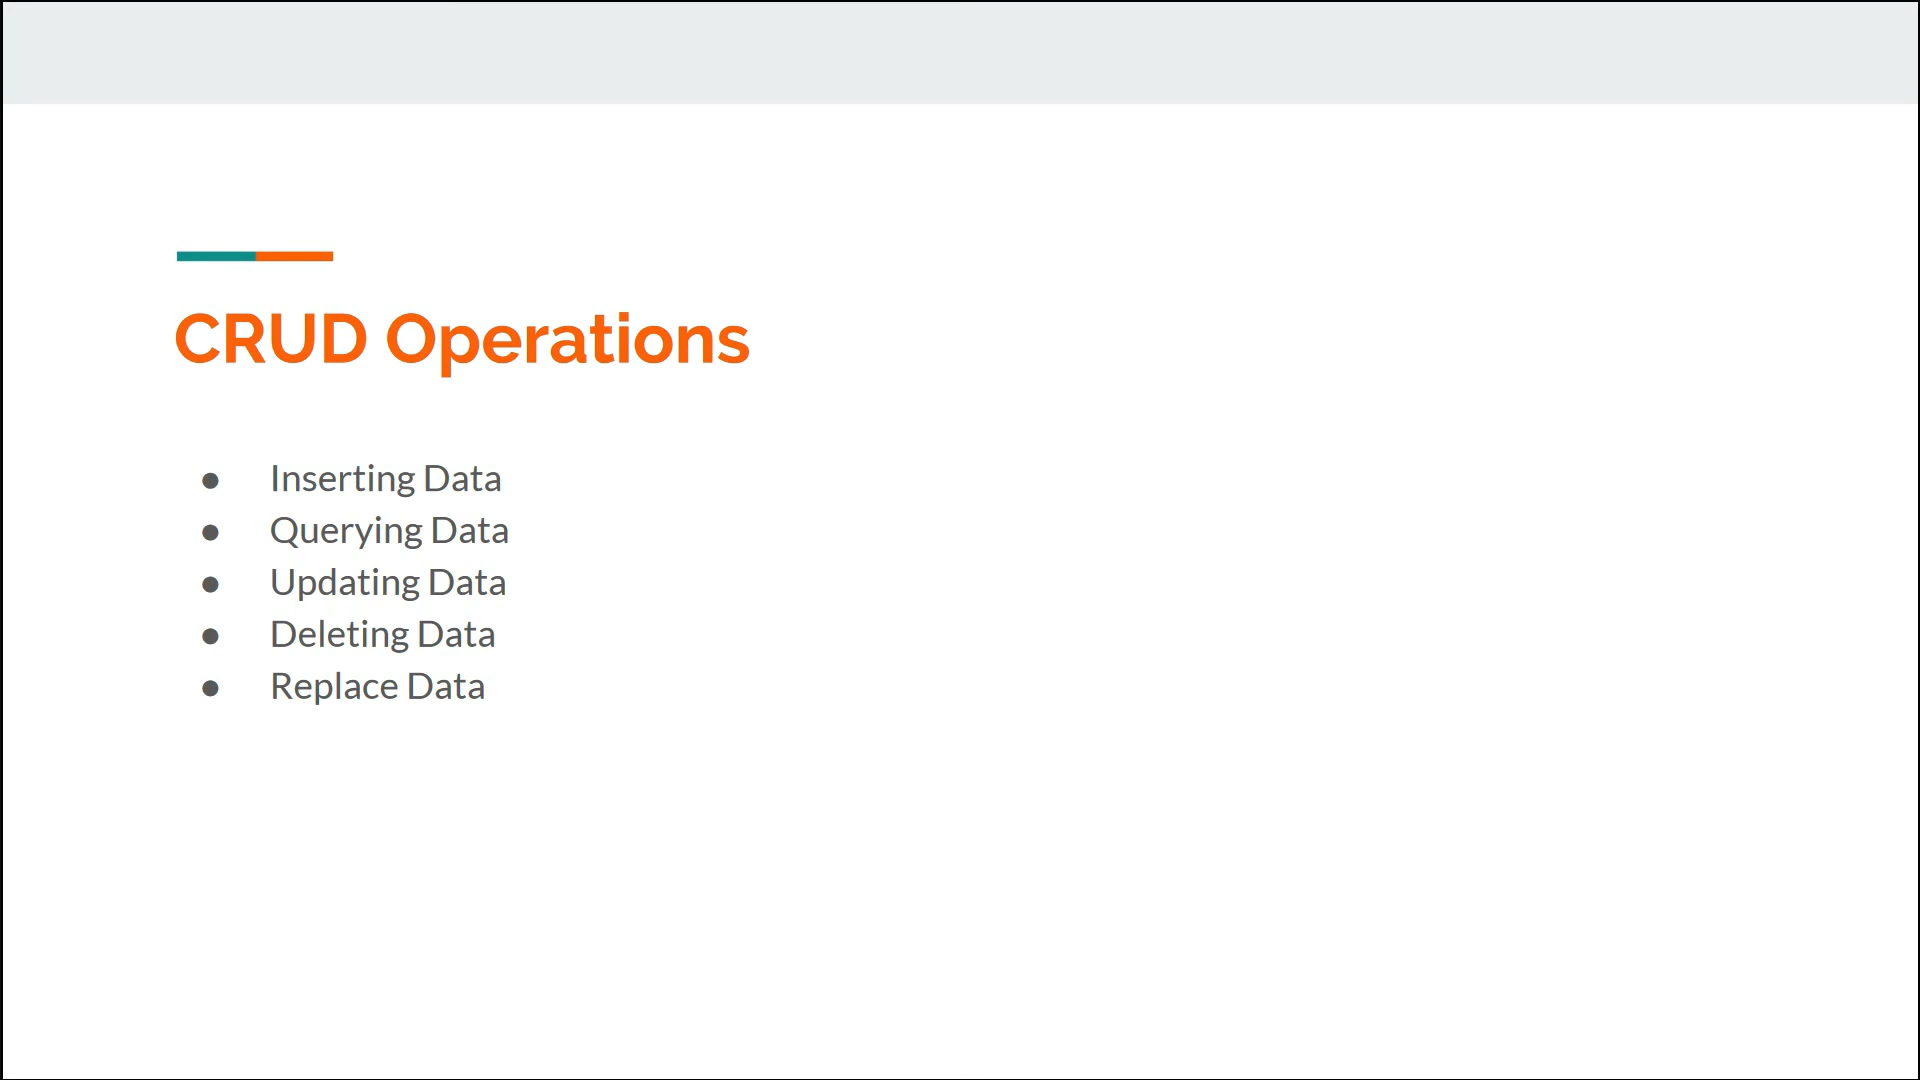 CRUD Operations
● Inserting Data
● Querying Data
● Updating Data
● Deleting Data
● Replace Data